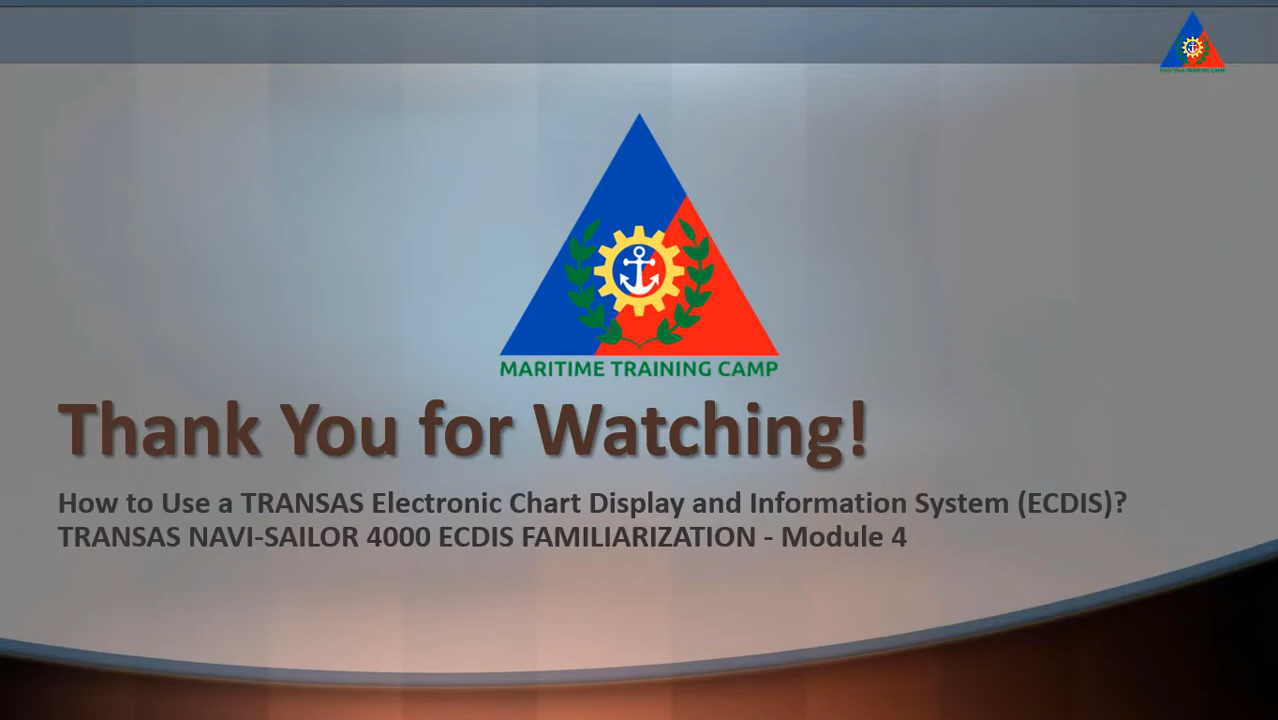 MARITIME TRAINING CAMP
Thank You for Watching!
How to Use a TRANSAS Electronic Chart Display and Information System (ECDIS)?
TRANSAS NAVI-SAILOR 4000 ECDIS FAMILIARIZATION - Module 4